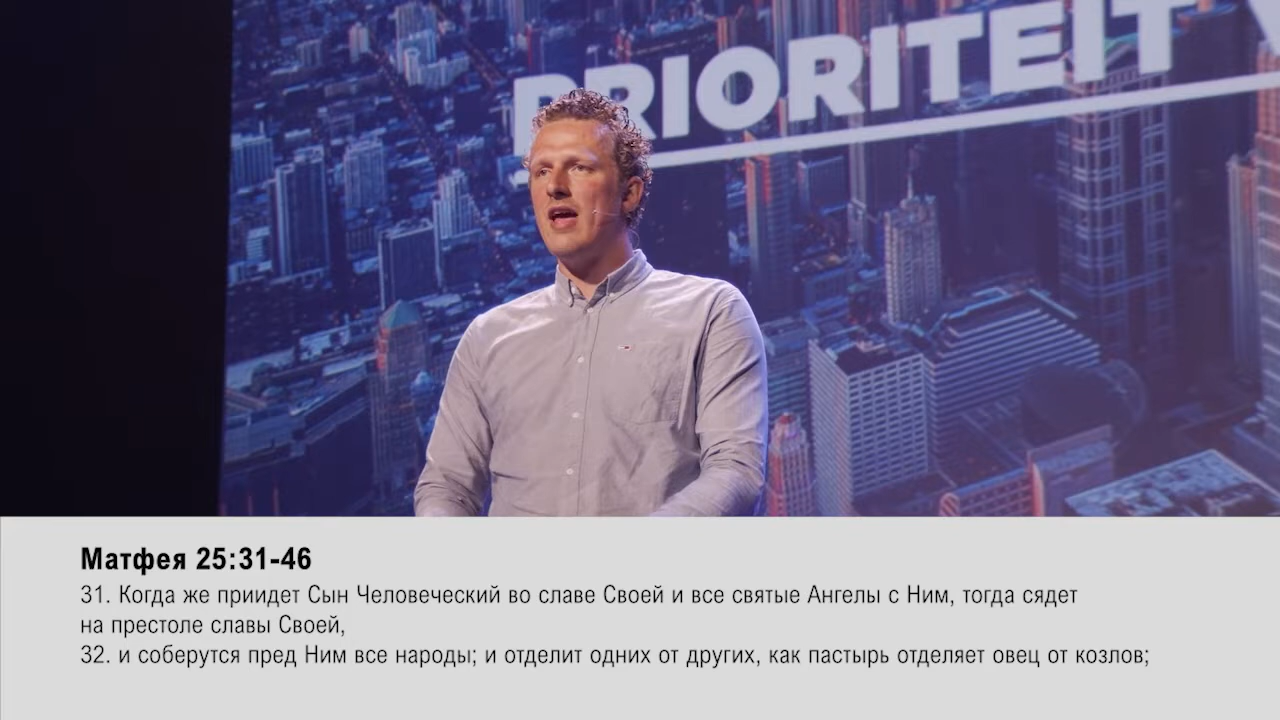 PRIORITEIT
Матфея 25:31-46
31. Когда же приидет Сын Человеческий во славе Своей и все святые Ангелы с Ним, тогда сядет
на престоле славы Своей,
32. и соберутся пред Ним все народы; и отделит одних от других, как пастырь отделяет овец от козлов;